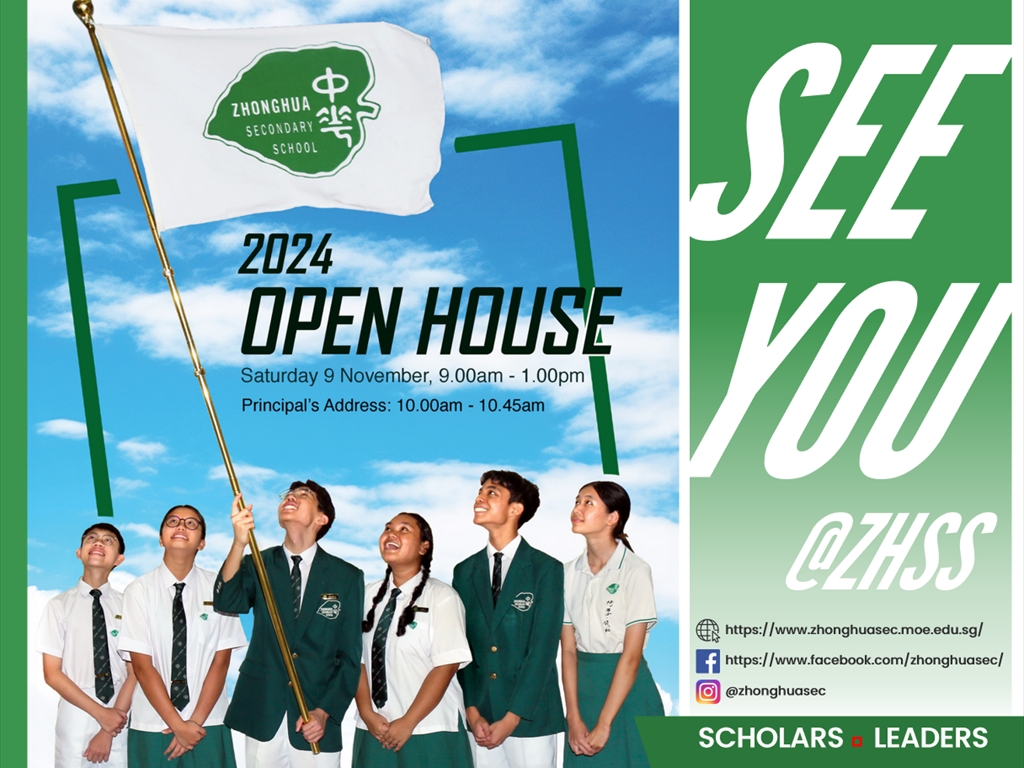 ZHONGHUA
SECONDARY
SCHOOL
中华
2024
OPEN HOUSE
Saturday 9 November, 9.00am - 1.00pm
Principal's Address: 10.00am - 10.45am
SEE
YOU
@ZHSS
https://www.zhonghuasec.moe.edu.sg/
https://www.facebook.com/zhonghuasec/
@zhonghuasec
SCHOLARS LEADERS